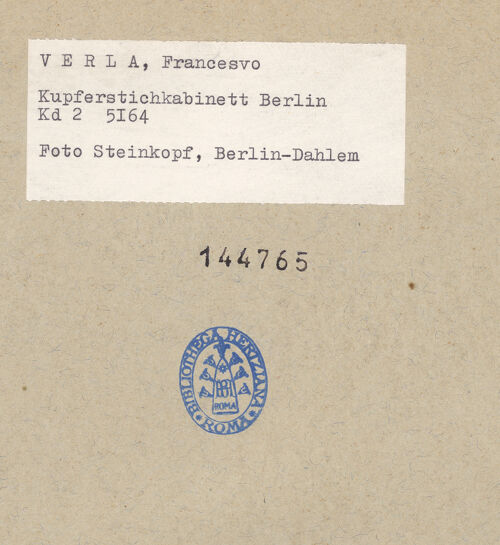 V E R L A, Francesvo
Kupferstichkabinett Berlin
Kd 2 5I64
Foto Steinkopf, Berlin-Dahlem
144765
BIBLIOTHECA HERTZIANA
ROMA
ROMA